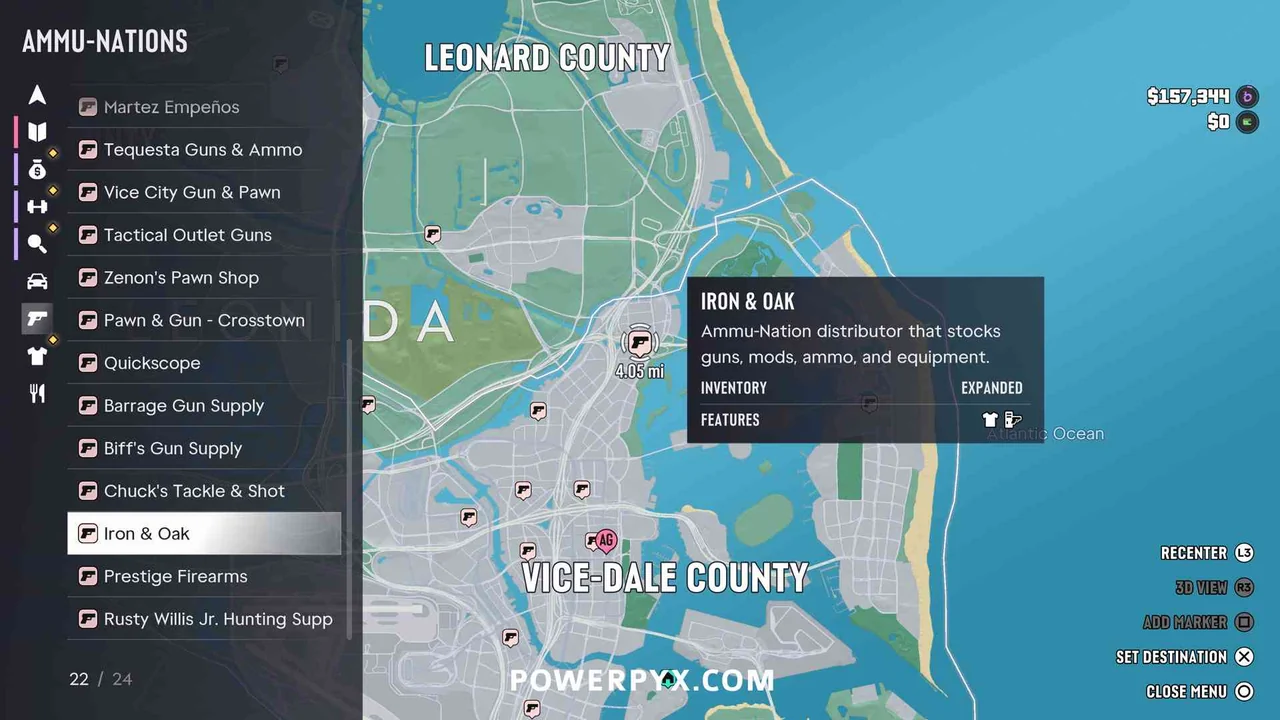 AMMU-NATIONS
Martez Empeños
Tequesta Guns & Ammo
Vice City Gun & Pawn
Tactical Outlet Guns
Zenon's Pawn Shop
Pawn & Gun - Crosstown
Quickscope
Barrage Gun Supply
Biff's Gun Supply
Chuck's Tackle & Shot
Iron & Oak
Prestige Firearms
Rusty Willis Jr. Hunting Supp
22 / 24
LEONARD COUNTY
DA
4.05 mi
IRON & OAK
Ammu-Nation distributor that stocks
guns, mods, ammo, and equipment.
INVENTORY EXPANDED
FEATURES
Atlantic Ocean
AG
VICE-DALE COUNTY
POWERPYX.COM
$157,344
$0
RECENTER L3
3D VIEW R3
ADD MARKER
SET DESTINATION
CLOSE MENU